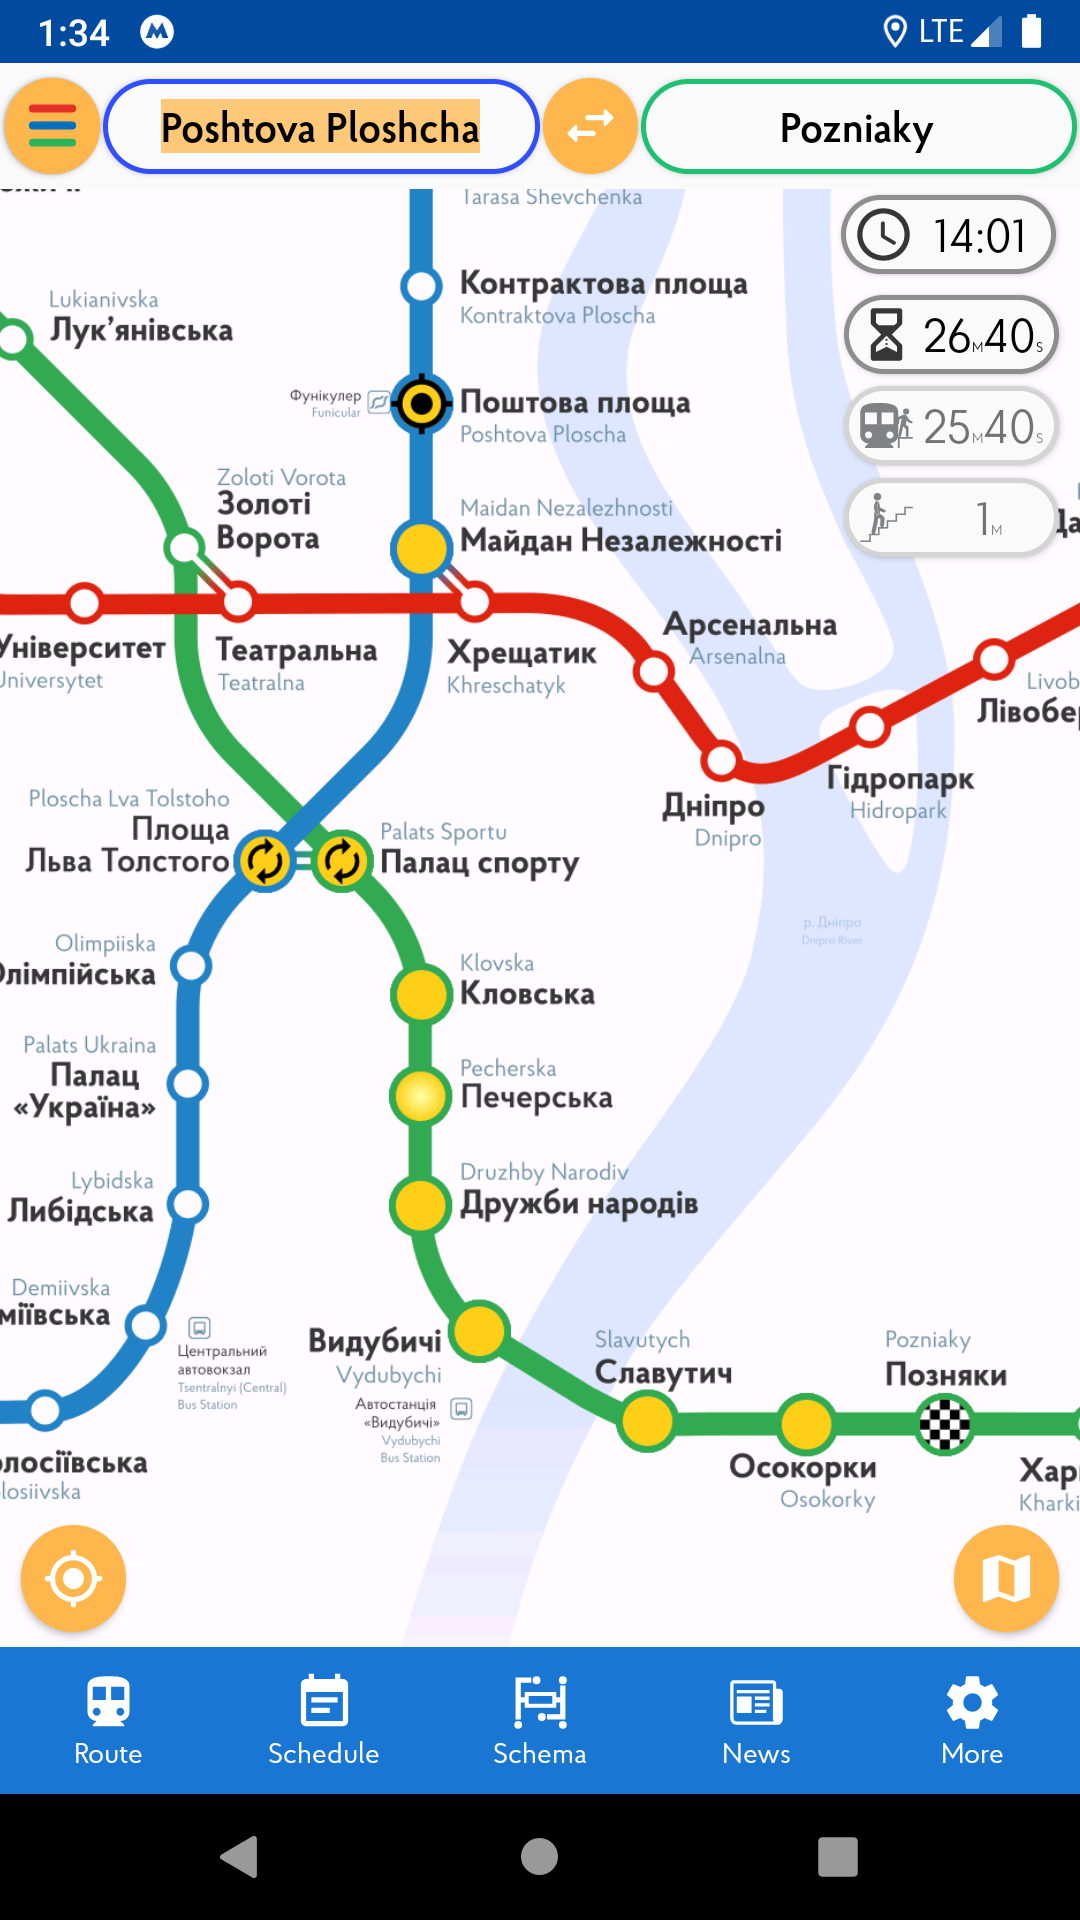 1:34
LTE
Poshtova Ploshcha
Pozniaky
Tarasa Shevchenka
14:01
Контрактова площа
Kontraktova Ploscha
Lukianivska
Лук’янівська
26M40S
Фунікулер
Funicular
Поштова площа
Poshtova Ploscha
25M40S
Zoloti Vorota
Золоті
Ворота
Maidan Nezalezhnosti
Майдан Незалежності
1M
Університет
Universytet
Театральна
Teatralna
Хрещатик
Khreschatyk
Арсенальна
Arsenalna
Livob
Лівобе
Гідропарк
Hidropark
Дніпро
Dnipro
Ploscha Lva Tolstoho
Площа
Льва Толстого
Palats Sportu
Палац спорту
р. Дніпро
Dnipro River
Olimpiiska
Олімпійська
Klovska
Кловська
Palats Ukraina
Палац
«Україна»
Pecherska
Печерська
Lybidska
Либідська
Druzhby Narodiv
Дружби народів
Demiivska
міївська
Центральний
автовокзал
Tsentralnyi (Central)
Bus Station
Видубичі
Vydubychi
Автостанція
«Видубичі»
Vydubychi
Bus Station
Slavutych
Славутич
Pozniaky
Позняки
Осокорки
Osokorky
Хар
Kharki
лосіївська
losiivska
Route
Schedule
Schema
News
More